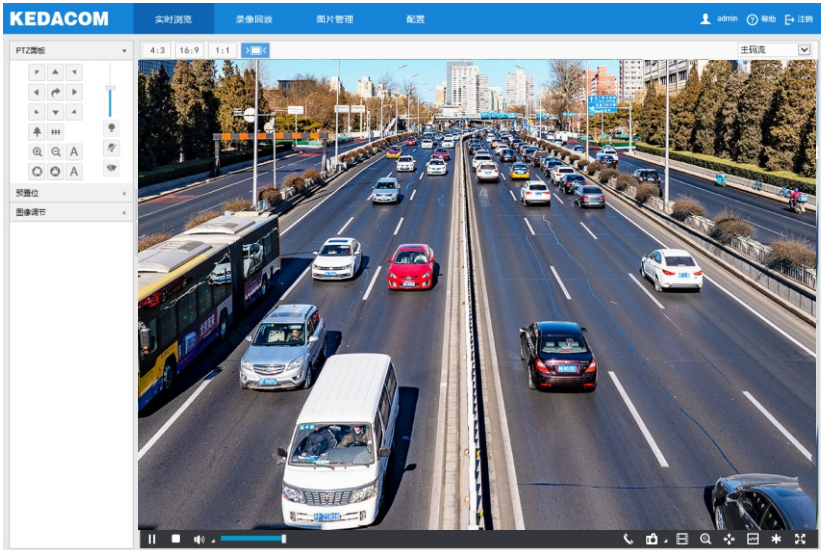 KEDACOM
实时浏览
录像回放
图片管理
配置
admin
帮助
注销
PTZ面板
4:3
16:9
1:1
主码流
A
A
预置位
图像调节